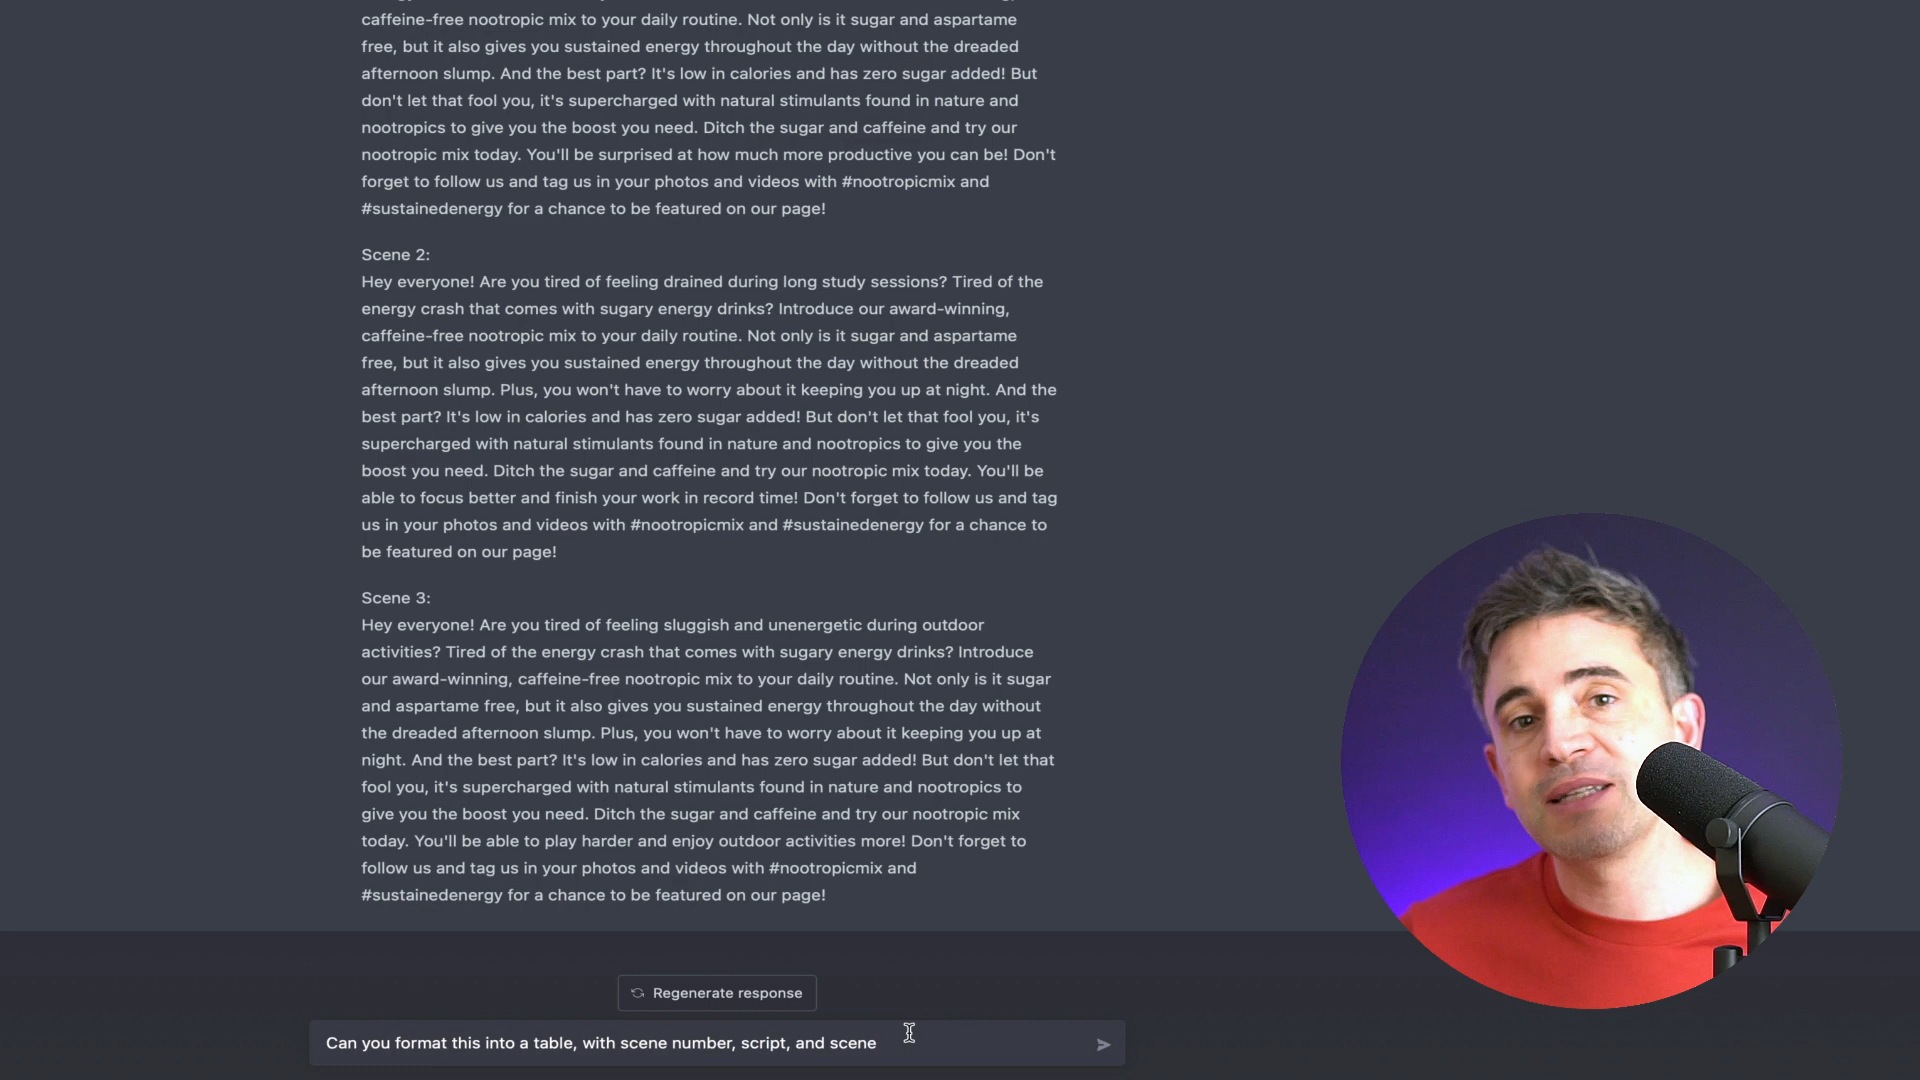 caffeine-free nootropic mix to your daily routine. Not only is it sugar and aspartame
free, but it also gives you sustained energy throughout the day without the dreaded
afternoon slump. And the best part? It's low in calories and has zero sugar added! But
don't let that fool you, it's supercharged with natural stimulants found in nature and
nootropics to give you the boost you need. Ditch the sugar and caffeine and try our
nootropic mix today. You'll be surprised at how much more productive you can be! Don't
forget to follow us and tag us in your photos and videos with #nootropicmix and
#sustainedenergy for a chance to be featured on our page!
Scene 2:
Hey everyone! Are you tired of feeling drained during long study sessions? Tired of the
energy crash that comes with sugary energy drinks? Introduce our award-winning,
caffeine-free nootropic mix to your daily routine. Not only is it sugar and aspartame
free, but it also gives you sustained energy throughout the day without the dreaded
afternoon slump. Plus, you won't have to worry about it keeping you up at night. And the
best part? It's low in calories and has zero sugar added! But don't let that fool you, it's
supercharged with natural stimulants found in nature and nootropics to give you the
boost you need. Ditch the sugar and caffeine and try our nootropic mix today. You'll be
able to focus better and finish your work in record time! Don't forget to follow us and tag
us in your photos and videos with #nootropicmix and #sustainedenergy for a chance to
be featured on our page!
Scene 3:
Hey everyone! Are you tired of feeling sluggish and unenergetic during outdoor
activities? Tired of the energy crash that comes with sugary energy drinks? Introduce
our award-winning, caffeine-free nootropic mix to your daily routine. Not only is it sugar
and aspartame free, but it also gives you sustained energy throughout the day without
the dreaded afternoon slump. Plus, you won't have to worry about it keeping you up at
night. And the best part? It's low in calories and has zero sugar added! But don't let that
fool you, it's supercharged with natural stimulants found in nature and nootropics to
give you the boost you need. Ditch the sugar and caffeine and try our nootropic mix
today. You'll be able to play harder and enjoy outdoor activities more! Don't forget to
follow us and tag us in your photos and videos with #nootropicmix and
#sustainedenergy for a chance to be featured on our page!
Regenerate response
Can you format this into a table, with scene number, script, and scene